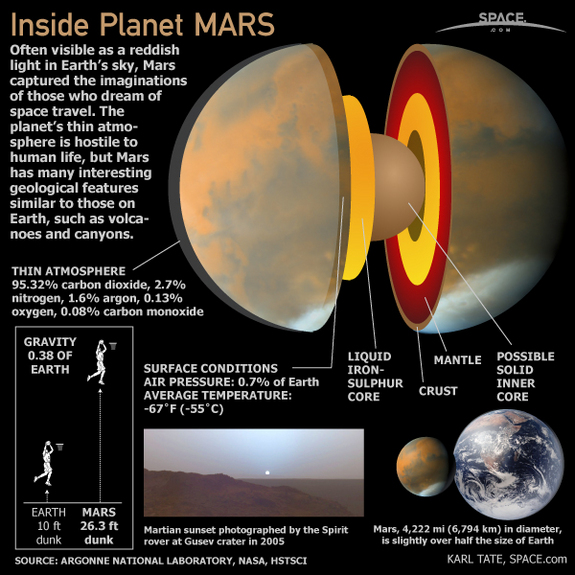 Inside Planet MARS
SPACE.
.COM
Often visible as a reddish
light in Earth's sky, Mars
captured the imaginations
of those who dream of
space travel. The
planet's thin atmo-
sphere is hostile to
human life, but Mars
has many interesting
geological features
similar to those on
Earth, such as volca-
noes and canyons.
THIN ATMOSPHERE
95.32% carbon dioxide, 2.7%
nitrogen, 1.6% argon, 0.13%
oxygen, 0.08% carbon monoxide
GRAVITY
0.38 OF
EARTH
EARTH
10 ft
dunk
MARS
26.3 ft
dunk
SURFACE CONDITIONS
AIR PRESSURE: 0.7% of Earth
AVERAGE TEMPERATURE:
-67˚F (-55˚C)
LIQUID
IRON-
SULPHUR
CORE
MANTLE
CRUST
POSSIBLE
SOLID
INNER
CORE
Martian sunset photographed by the Spirit
rover at Gusev crater in 2005
Mars, 4,222 mi (6,794 km) in diameter,
is slightly over half the size of Earth
SOURCE: ARGONNE NATIONAL LABORATORY, NASA, HSTSCI
KARL TATE, SPACE.com